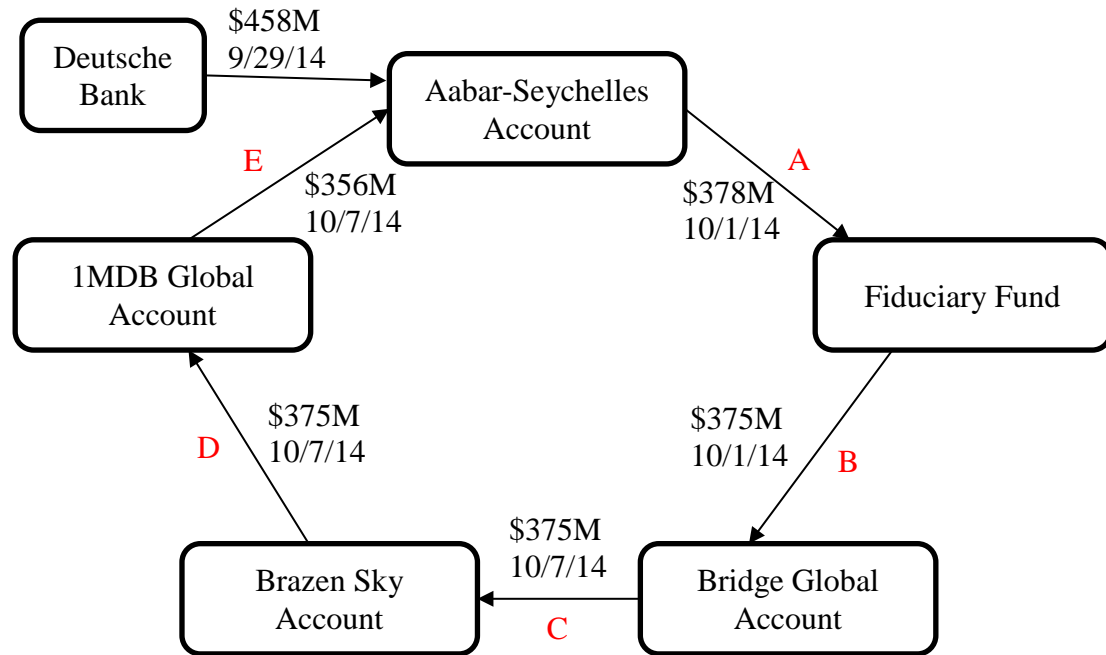 $458M
9/29/14
Deutsche
Bank
Aabar-Seychelles
Account
E
A
$356M
10/7/14
$378M
10/1/14
1MDB Global
Account
Fiduciary Fund
$375M
10/7/14
D
$375M
10/1/14
B
$375M
10/7/14
Brazen Sky
Account
C
Bridge Global
Account